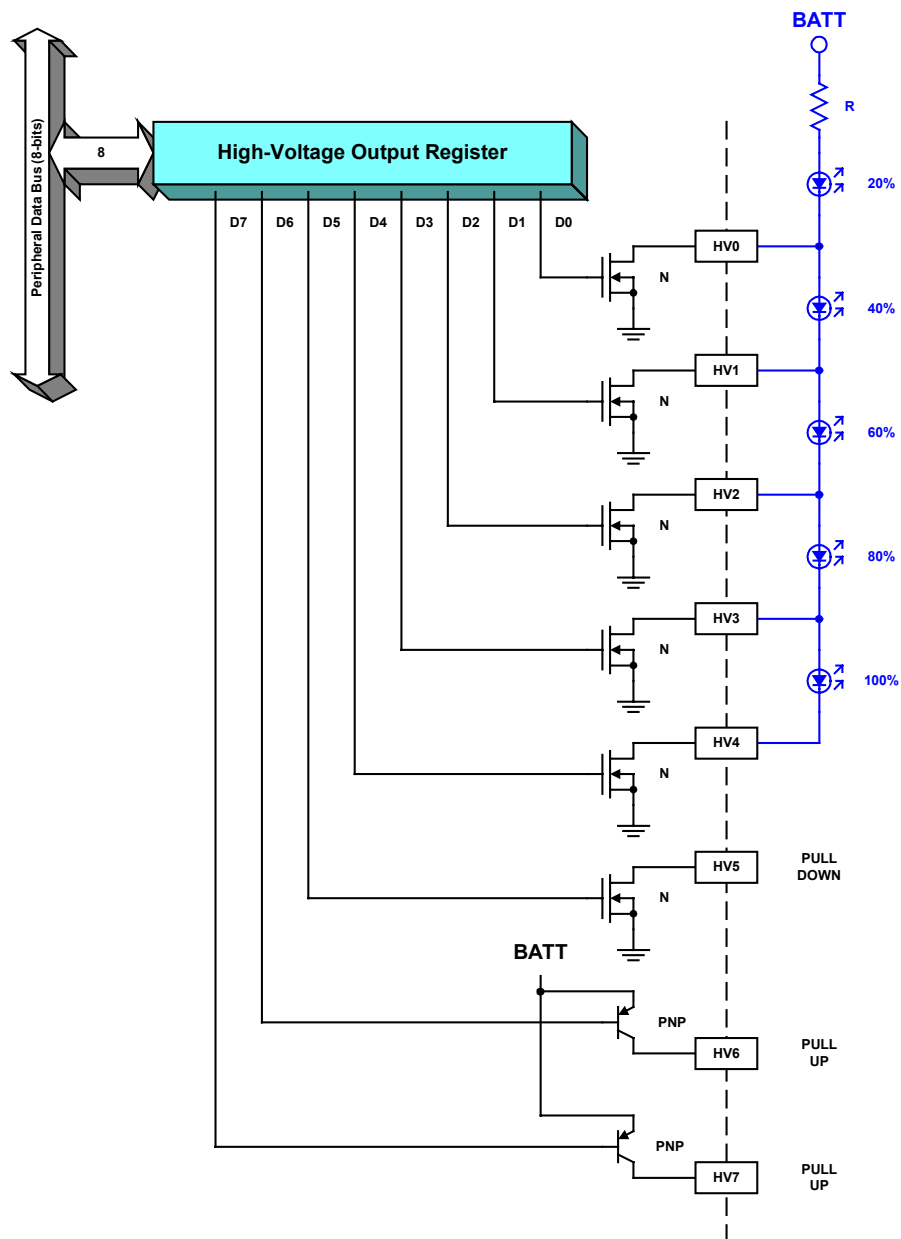 BATT
R
Peripheral Data Bus (8-bits)
8
High-Voltage Output Register
20%
D7 D6 D5 D4 D3 D2 D1 D0
HV0
N
40%
HV1
N
60%
HV2
N
80%
HV3
N
100%
HV4
N
HV5
PULL
DOWN
N
BATT
PNP
HV6
PULL
UP
PNP
HV7
PULL
UP